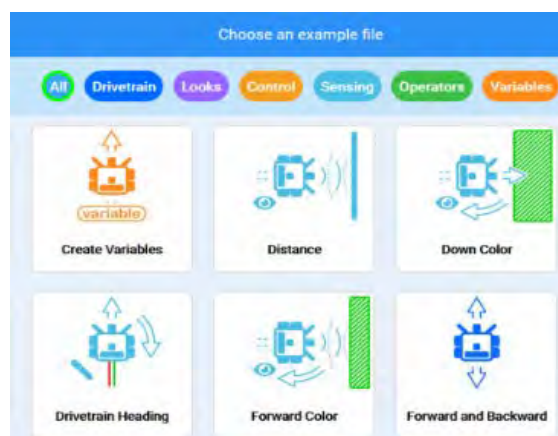 Choose an example file
All Drivetrain Looks Control Sensing Operators Variables
(variable)
Create Variables Distance Down Color
Drivetrain Heading Forward Color Forward and Backward